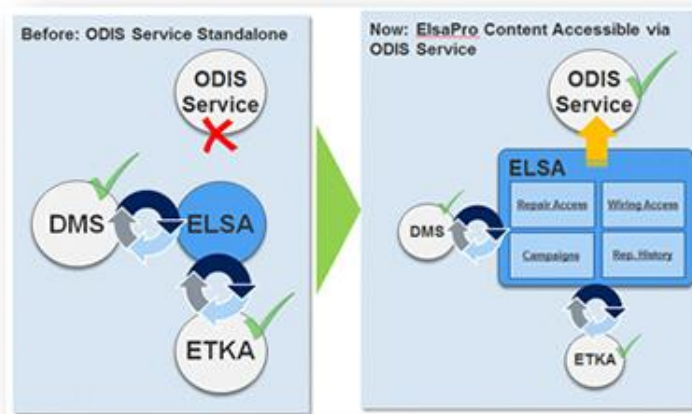 Before: ODIS Service Standalone
ODIS
Service
DMS
ELSA
ETKA
Now: ElsaPro Content Accessible via
ODIS Service
ODIS
Service
ELSA
Repair Access
Wiring Access
Campaigns
Rep. History
DMS
ETKA